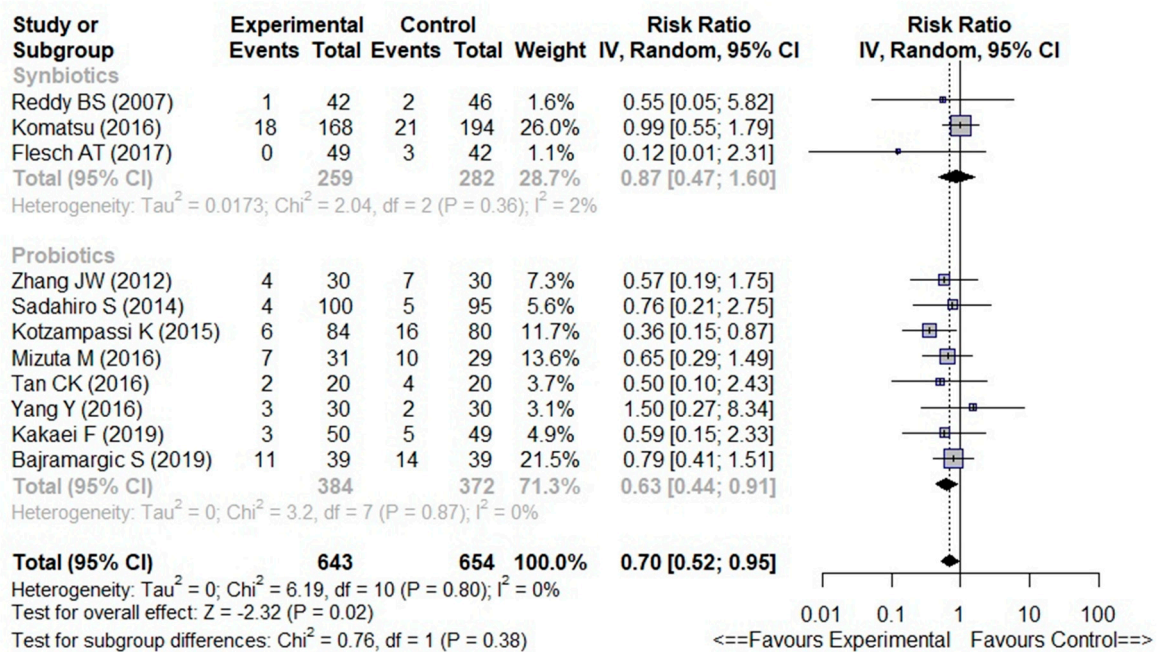 Study or Experimental Control Risk Ratio Risk Ratio
Subgroup Events Total Events Total Weight IV, Random, 95% CI IV, Random, 95% CI
Synbiotics
Reddy BS (2007) 1 42 2 46 1.6% 0.55 [0.05; 5.82]
Komatsu (2016) 18 168 21 194 26.0% 0.99 [0.55; 1.79]
Flesch AT (2017) 0 49 3 42 1.1% 0.12 [0.01; 2.31]
Total (95% CI) 259 282 28.7% 0.87 [0.47; 1.60]
Heterogeneity: Tau² = 0.0173; Chi² = 2.04, df = 2 (P = 0.36); I² = 2%
Probiotics
Zhang JW (2012) 4 30 7 30 7.3% 0.57 [0.19; 1.75]
Sadahiro S (2014) 4 100 5 95 5.6% 0.76 [0.21; 2.75]
Kotzampassi K (2015) 6 84 16 80 11.7% 0.36 [0.15; 0.87]
Mizuta M (2016) 7 31 10 29 13.6% 0.65 [0.29; 1.49]
Tan CK (2016) 2 20 4 20 3.7% 0.50 [0.10; 2.43]
Yang Y (2016) 3 30 2 30 3.1% 1.50 [0.27; 8.34]
Kakaei F (2019) 3 50 5 49 4.9% 0.59 [0.15; 2.33]
Bajramargic S (2019) 11 39 14 39 21.5% 0.79 [0.41; 1.51]
Total (95% CI) 384 372 71.3% 0.63 [0.44; 0.91]
Heterogeneity: Tau² = 0; Chi² = 3.2, df = 7 (P = 0.87); I² = 0%
Total (95% CI) 643 654 100.0% 0.70 [0.52; 0.95]
Heterogeneity: Tau² = 0; Chi² = 6.19, df = 10 (P = 0.80); I² = 0%
Test for overall effect: Z = -2.32 (P = 0.02)
Test for subgroup differences: Chi² = 0.76, df = 1 (P = 0.38)
0.01 0.1 1 10 100
<==Favours Experimental Favours Control==>